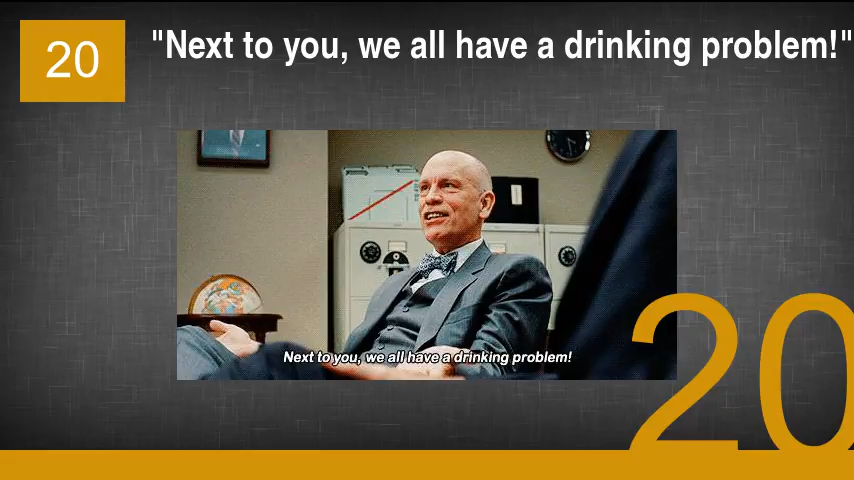 20
"Next to you, we all have a drinking problem!"
Next to you, we all have a drinking problem!
20